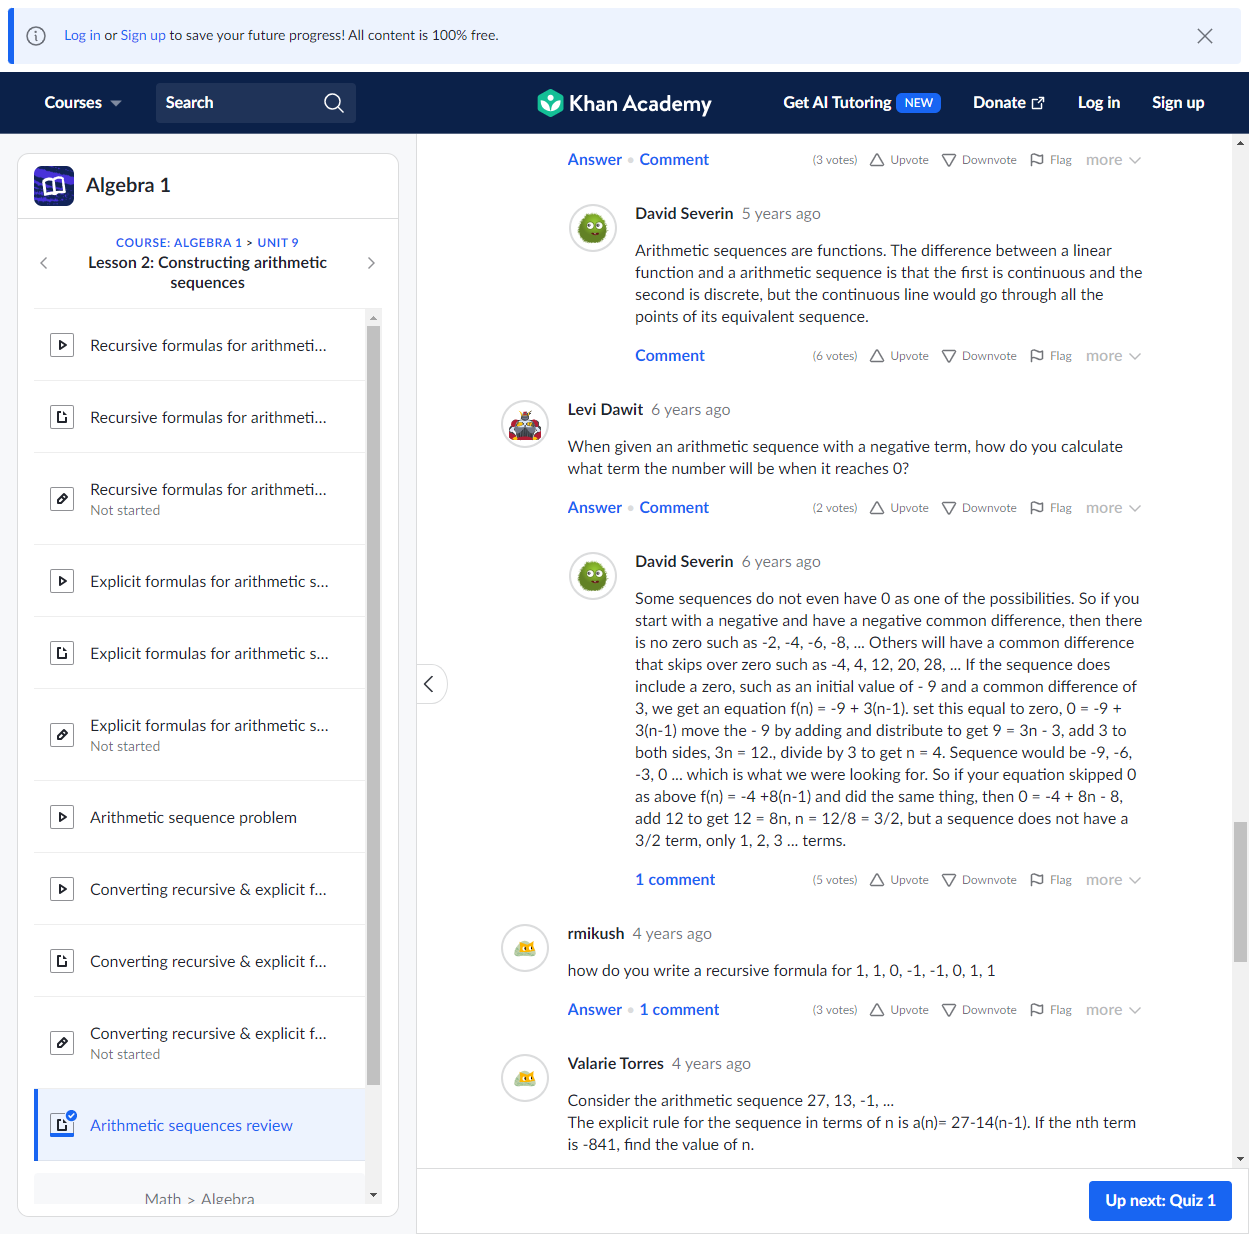 Log in or Sign up to save your future progress! All content is 100% free.
Courses
Search
Khan Academy
Get AI Tutoring NEW
Donate
Log in
Sign up
Algebra 1
COURSE: ALGEBRA 1 > UNIT 9
Lesson 2: Constructing arithmetic
sequences
Recursive formulas for arithmeti...
Recursive formulas for arithmeti...
Recursive formulas for arithmeti...
Not started
Explicit formulas for arithmetic s...
Explicit formulas for arithmetic s...
Explicit formulas for arithmetic s...
Not started
Arithmetic sequence problem
Converting recursive & explicit f...
Converting recursive & explicit f...
Converting recursive & explicit f...
Not started
Arithmetic sequences review
Math > Algebra
Answer • Comment (3 votes) Upvote Downvote Flag more
David Severin 5 years ago
Arithmetic sequences are functions. The difference between a linear
function and a arithmetic sequence is that the first is continuous and the
second is discrete, but the continuous line would go through all the
points of its equivalent sequence.
Comment (6 votes) Upvote Downvote Flag more
Levi Dawit 6 years ago
When given an arithmetic sequence with a negative term, how do you calculate
what term the number will be when it reaches 0?
Answer • Comment (2 votes) Upvote Downvote Flag more
David Severin 6 years ago
Some sequences do not even have 0 as one of the possibilities. So if you
start with a negative and have a negative common difference, then there
is no zero such as -2, -4, -6, -8, ... Others will have a common difference
that skips over zero such as -4, 4, 12, 20, 28, ... If the sequence does
include a zero, such as an initial value of - 9 and a common difference of
3, we get an equation f(n) = -9 + 3(n-1). set this equal to zero, 0 = -9 +
3(n-1) move the - 9 by adding and distribute to get 9 = 3n - 3, add 3 to
both sides, 3n = 12., divide by 3 to get n = 4. Sequence would be -9, -6,
-3, 0 ... which is what we were looking for. So if your equation skipped 0
as above f(n) = -4 +8(n-1) and did the same thing, then 0 = -4 + 8n - 8,
add 12 to get 12 = 8n, n = 12/8 = 3/2, but a sequence does not have a
3/2 term, only 1, 2, 3 ... terms.
1 comment (5 votes) Upvote Downvote Flag more
rmikush 4 years ago
how do you write a recursive formula for 1, 1, 0, -1, -1, 0, 1, 1
Answer • 1 comment (3 votes) Upvote Downvote Flag more
Valarie Torres 4 years ago
Consider the arithmetic sequence 27, 13, -1, ...
The explicit rule for the sequence in terms of n is a(n)= 27-14(n-1). If the nth term
is -841, find the value of n.
Up next: Quiz 1